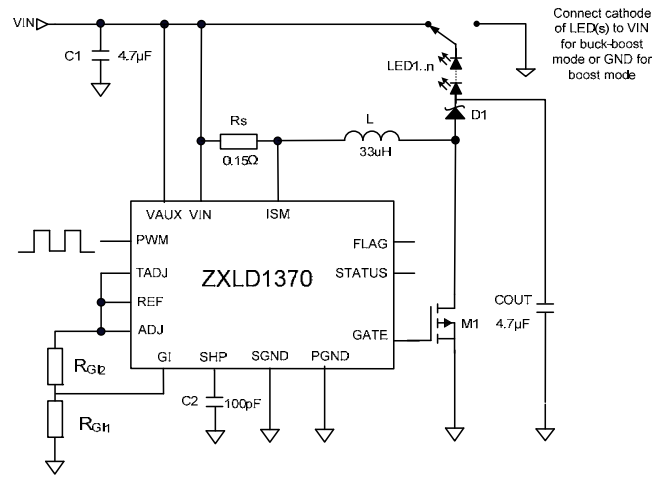 VIN
C1
4.7µF
Connect cathode
of LED(s) to VIN
for buck-boost
mode or GND for
boost mode
LED1..n
D1
Rs
0.15Ω
L
33uH
VAUX
VIN
ISM
PWM
TADJ
REF
ADJ
ZXLD1370
FLAG
STATUS
GATE
GI
SHP
SGND
PGND
M1
COUT
4.7µF
RGI2
RGI1
C2
100pF